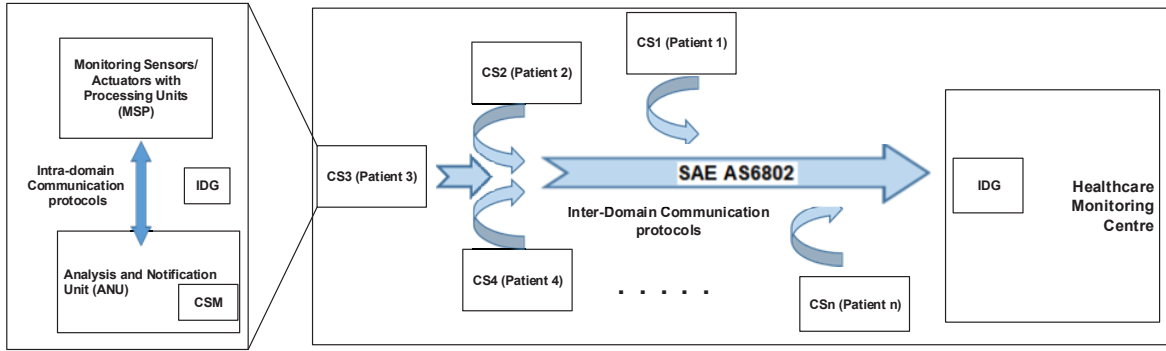 Monitoring Sensors/
Actuators with
Processing Units
(MSP)
Intra-domain
Communication
protocols
IDG
Analysis and Notification
Unit (ANU)
CSM
CS1 (Patient 1)
CS2 (Patient 2)
CS3 (Patient 3)
SAE AS6802
Inter-Domain Communication
protocols
CS4 (Patient 4)
. . . . .
CSn (Patient n)
IDG
Healthcare
Monitoring
Centre